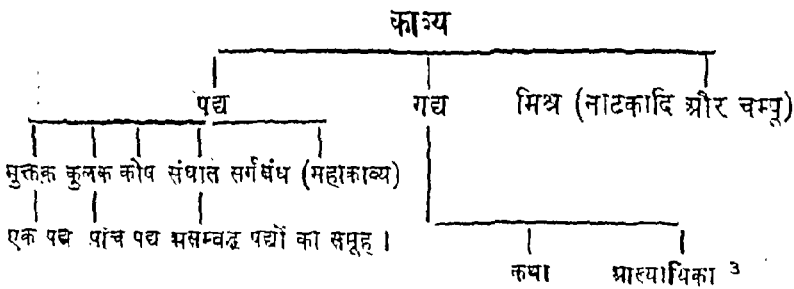 काव्य
पद्य गद्य मिश्र (नाटकादि और चम्पू)
मुक्तक कुलक कोष संघात सर्गबंध (महाकाव्य)
एक पद्य पांच पद्य असम्बद्ध पद्यों का समूह ।
कथा आख्यायिका 3